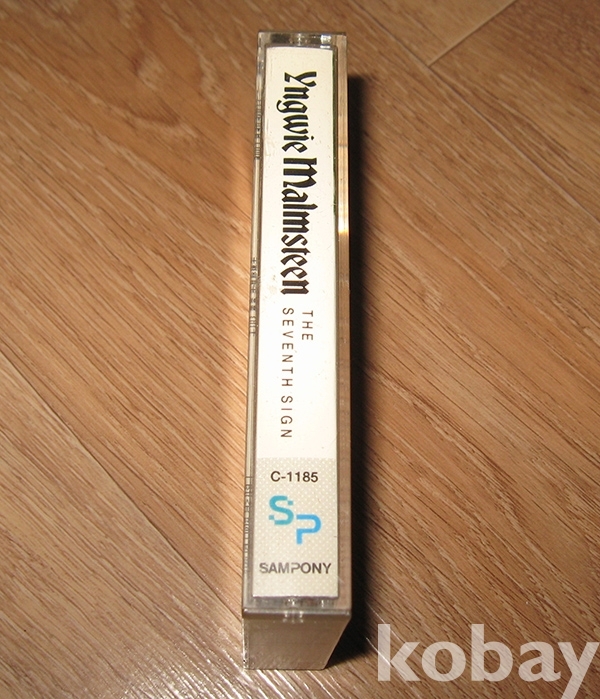 Yngwie Malmsteen
THE
SEVENTH SIGN
C-1185
SP
SAMPONY
kobay